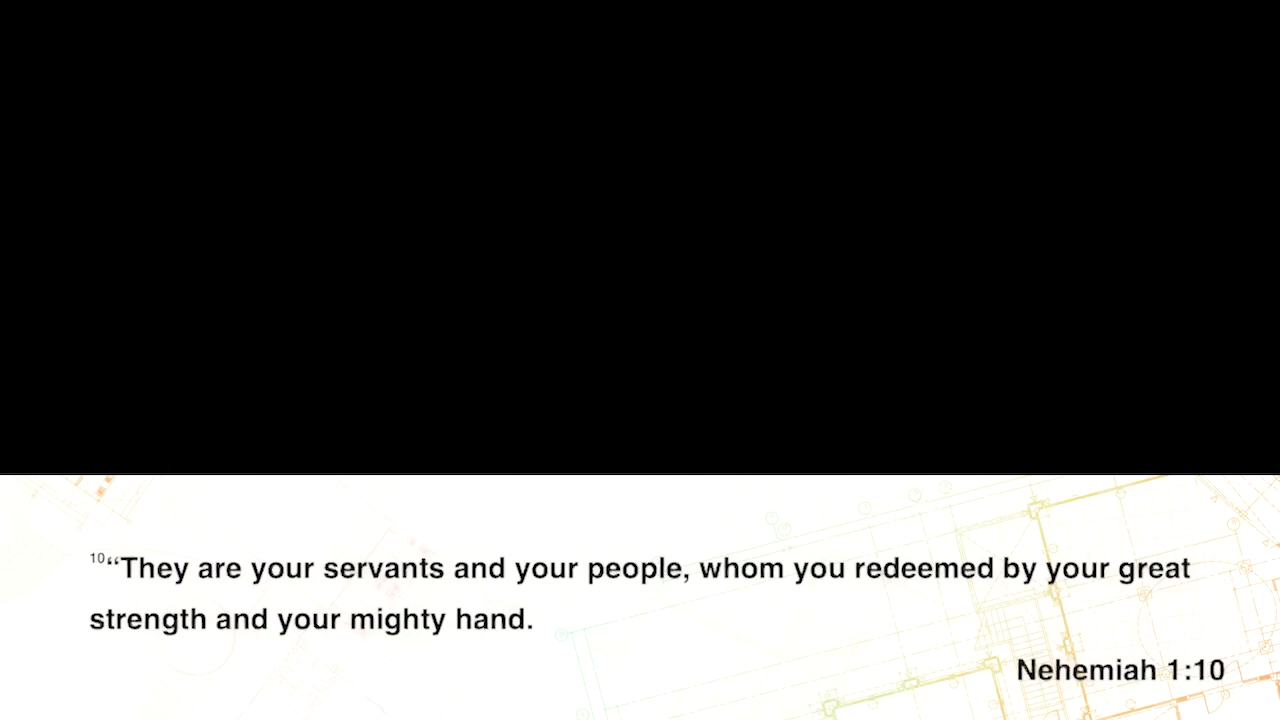 10“They are your servants and your people, whom you redeemed by your great
strength and your mighty hand.
Nehemiah 1:10